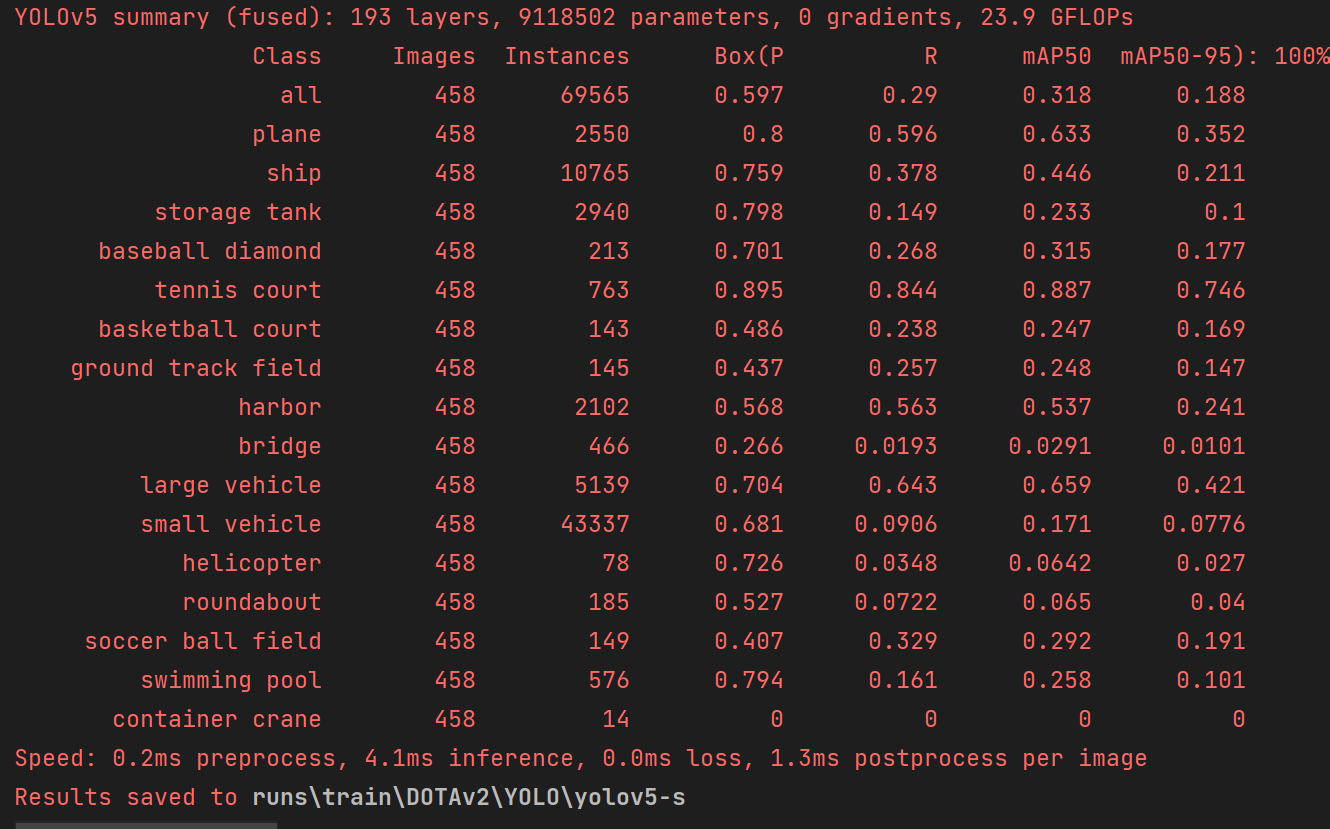 YOLOv5 summary (fused): 193 layers, 9118502 parameters, 0 gradients, 23.9 GFLOPs
Class Images Instances Box(P R mAP50 mAP50-95): 100%
all 458 69565 0.597 0.29 0.318 0.188
plane 458 2550 0.8 0.596 0.633 0.352
ship 458 10765 0.759 0.378 0.446 0.211
storage tank 458 2940 0.798 0.149 0.233 0.1
baseball diamond 458 213 0.701 0.268 0.315 0.177
tennis court 458 763 0.895 0.844 0.887 0.746
basketball court 458 143 0.486 0.238 0.247 0.169
ground track field 458 145 0.437 0.257 0.248 0.147
harbor 458 2102 0.568 0.563 0.537 0.241
bridge 458 466 0.266 0.0193 0.0291 0.0101
large vehicle 458 5139 0.704 0.643 0.659 0.421
small vehicle 458 43337 0.681 0.0906 0.171 0.0776
helicopter 458 78 0.726 0.0348 0.0642 0.027
roundabout 458 185 0.527 0.0722 0.065 0.04
soccer ball field 458 149 0.407 0.329 0.292 0.191
swimming pool 458 576 0.794 0.161 0.258 0.101
container crane 458 14 0 0 0 0
Speed: 0.2ms preprocess, 4.1ms inference, 0.0ms loss, 1.3ms postprocess per image
Results saved to runs\train\DOTAv2\YOLO\yolov5-s